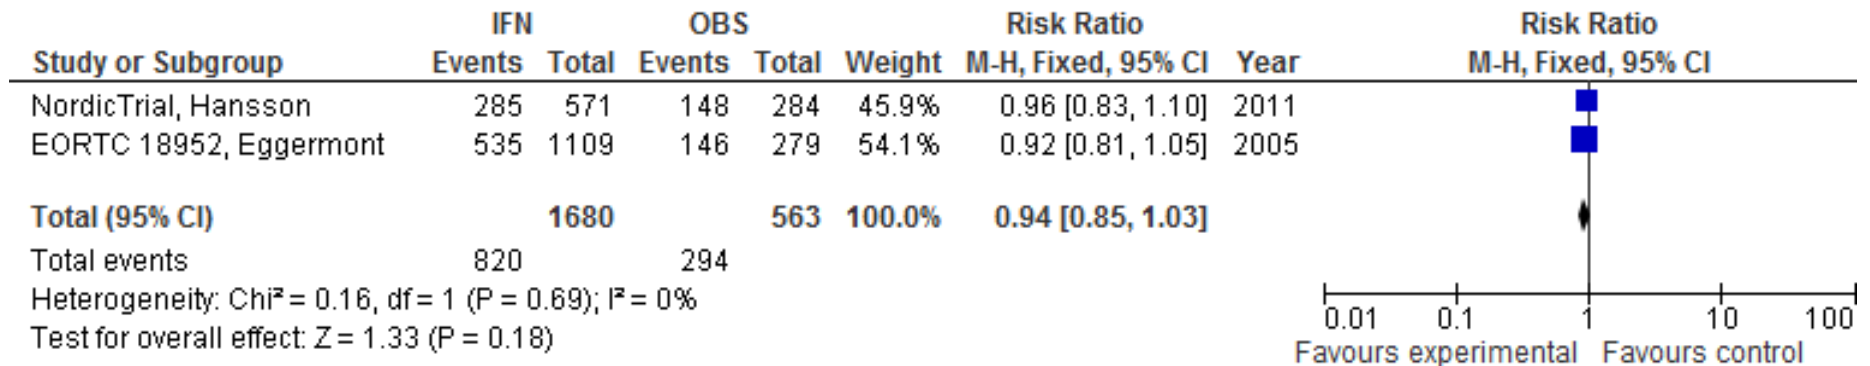 IFN OBS Risk Ratio Risk Ratio
Study or Subgroup Events Total Events Total Weight M-H, Fixed, 95% CI Year M-H, Fixed, 95% CI
NordicTrial, Hansson 285 571 148 284 45.9% 0.96 [0.83, 1.10] 2011
EORTC 18952, Eggermont 535 1109 146 279 54.1% 0.92 [0.81, 1.05] 2005
Total (95% CI) 1680 563 100.0% 0.94 [0.85, 1.03]
Total events 820 294
Heterogeneity: Chi² = 0.16, df = 1 (P = 0.69); I² = 0%
Test for overall effect: Z = 1.33 (P = 0.18)
0.01 0.1 1 10 100
Favours experimental Favours control